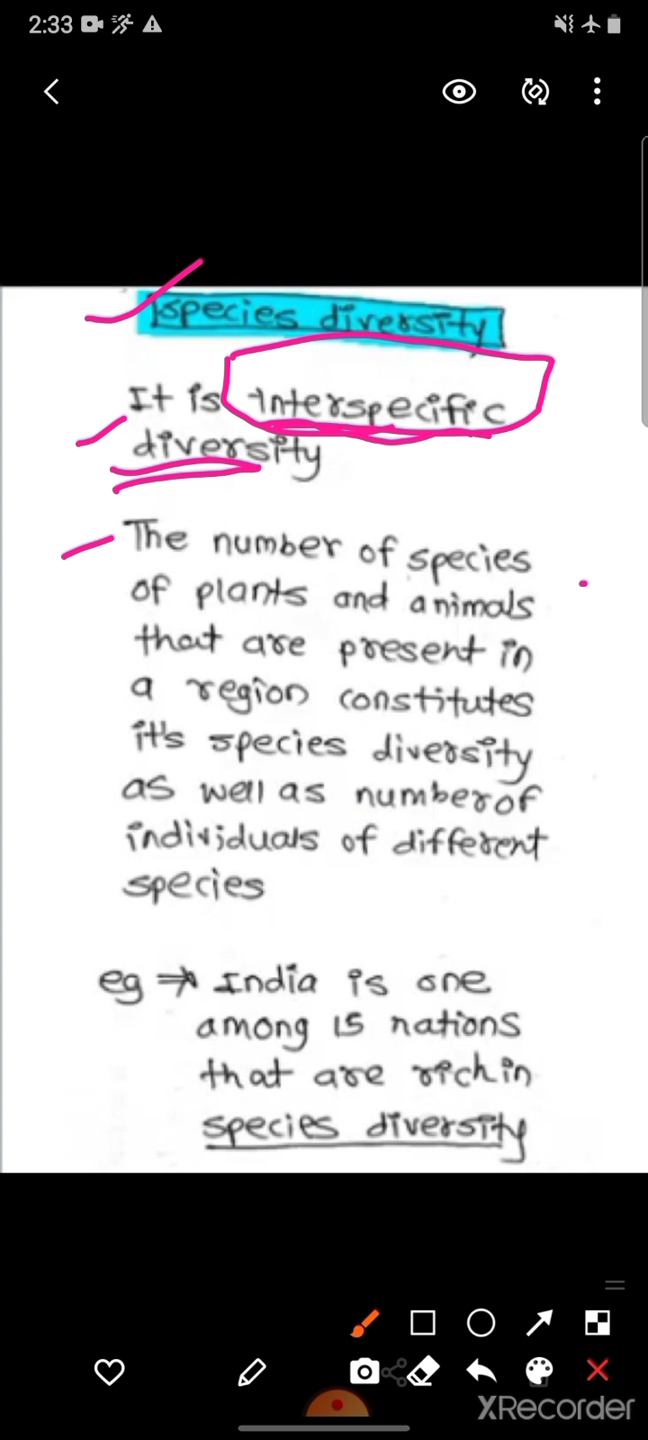 2:33
species diversity
It is Interspecific
diversity
The number of species
of plants and animals
that are present in
a region constitutes
it's species diversity
as well as number of
individuals of different
species
eg ⇒ India is one
among 15 nations
that are rich in
species diversity
XRecorder